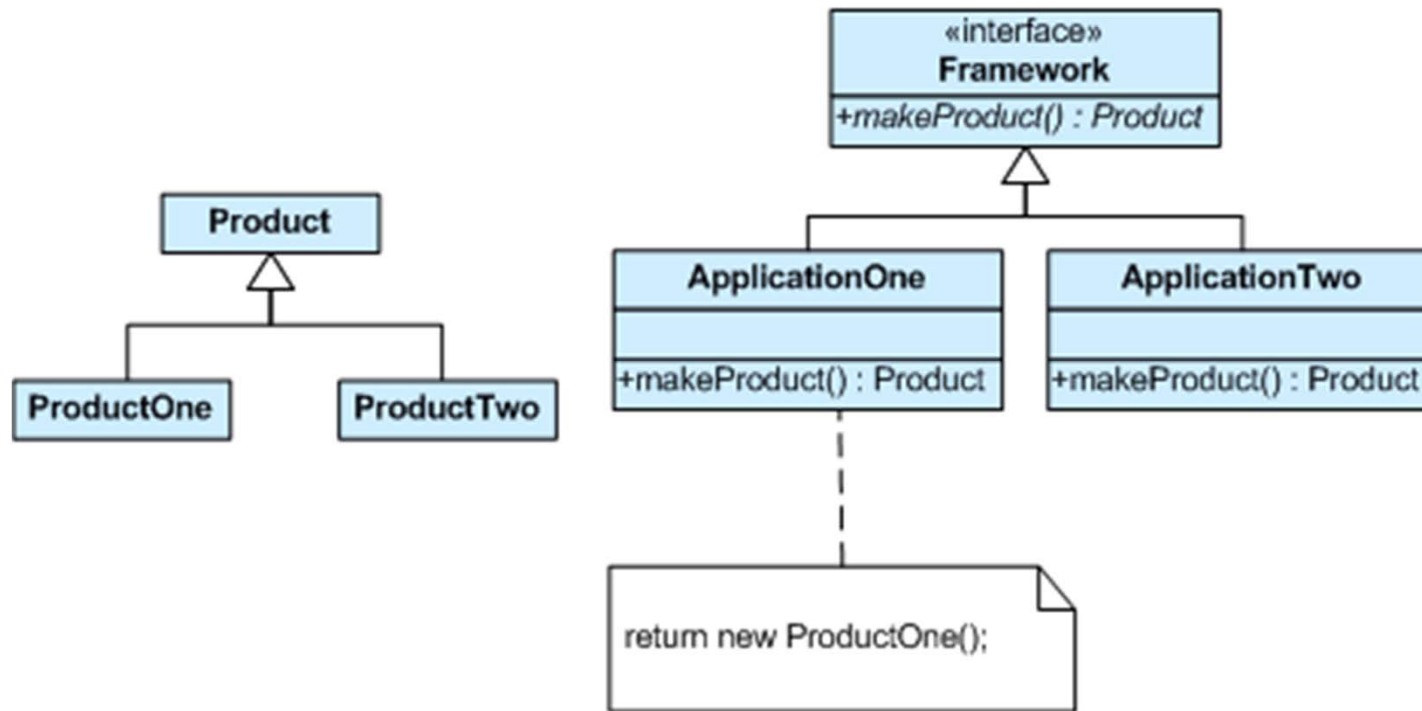 «interface»
Framework
+makeProduct() : Product
Product
ApplicationOne
ApplicationTwo
+makeProduct() : Product
+makeProduct() : Product
ProductOne
ProductTwo
return new ProductOne();